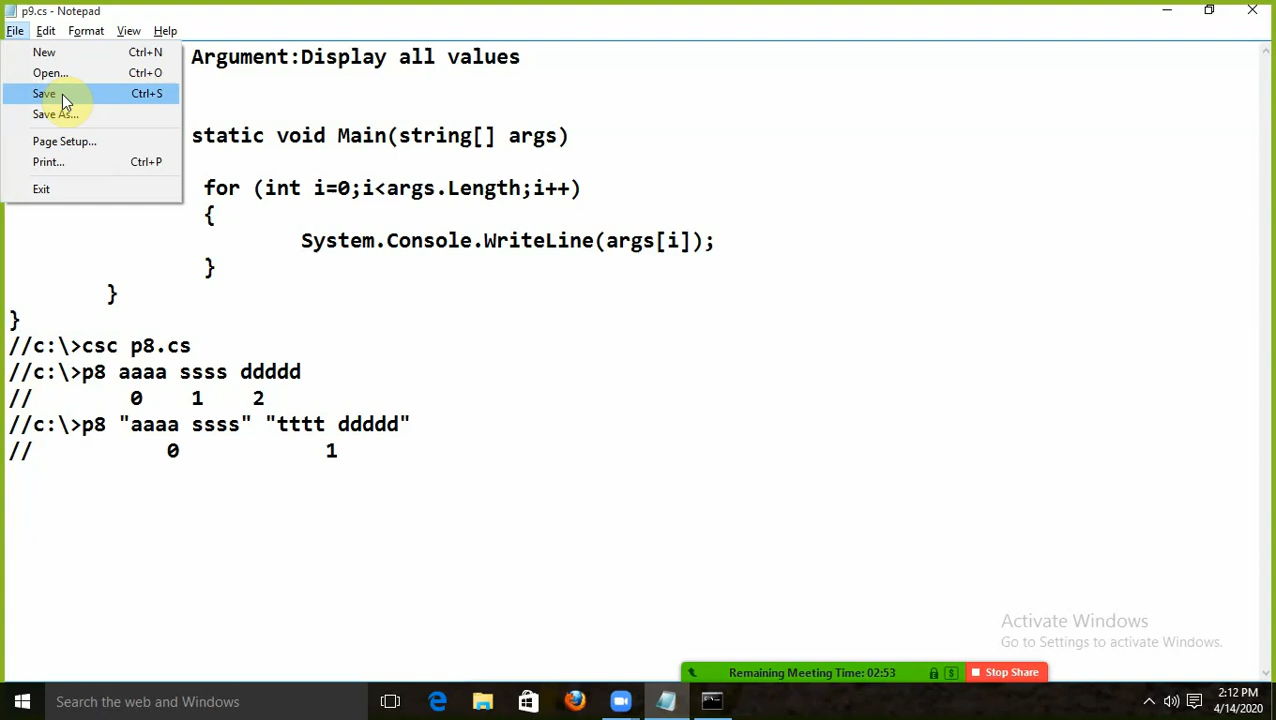 p9.cs - Notepad
File Edit Format View Help
New Ctrl+N
Open... Ctrl+O
Save Ctrl+S
Save As...
Page Setup...
Print... Ctrl+P
Exit
Argument:Display all values
static void Main(string[] args)
for (int i=0;i<args.Length;i++)
{
System.Console.WriteLine(args[i]);
}
}
}
//c:\>csc p8.cs
//c:\>p8 aaaa ssss ddddd
// 0 1 2
//c:\>p8 "aaaa ssss" "tttt ddddd"
// 0 1
Activate Windows
Go to Settings to activate Windows.
Remaining Meeting Time: 02:53 Stop Share
Search the web and Windows
2:12 PM
4/14/2020